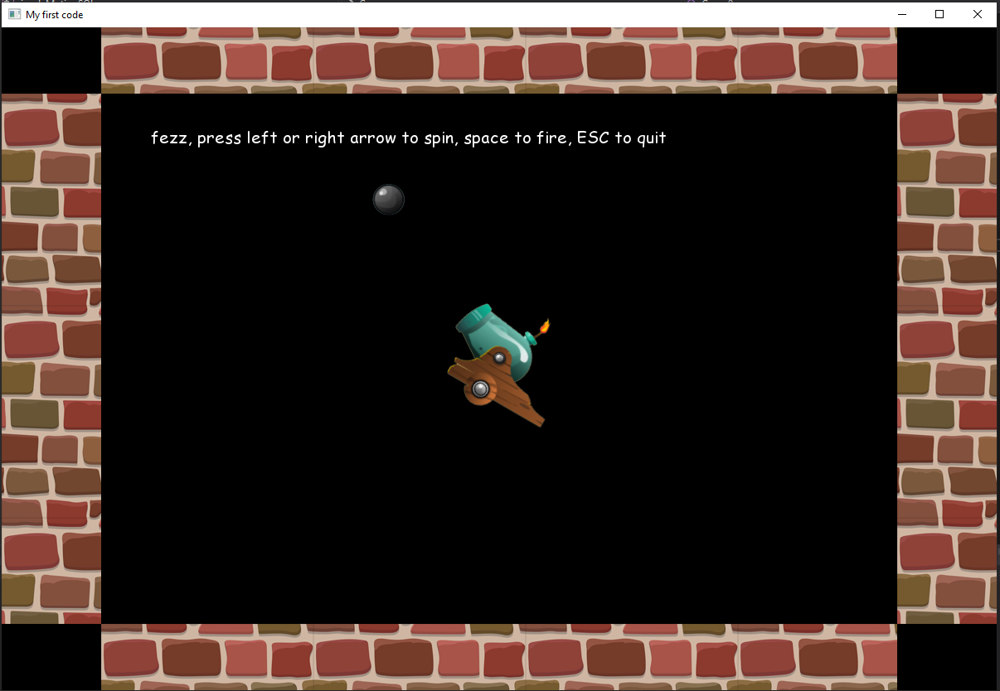 My first code
fezz, press left or right arrow to spin, space to fire, ESC to quit